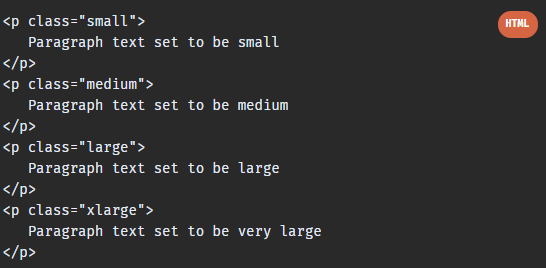 <p class="small">
HTML
   Paragraph text set to be small
</p>
<p class="medium">
   Paragraph text set to be medium
</p>
<p class="large">
   Paragraph text set to be large
</p>
<p class="xlarge">
   Paragraph text set to be very large
</p>